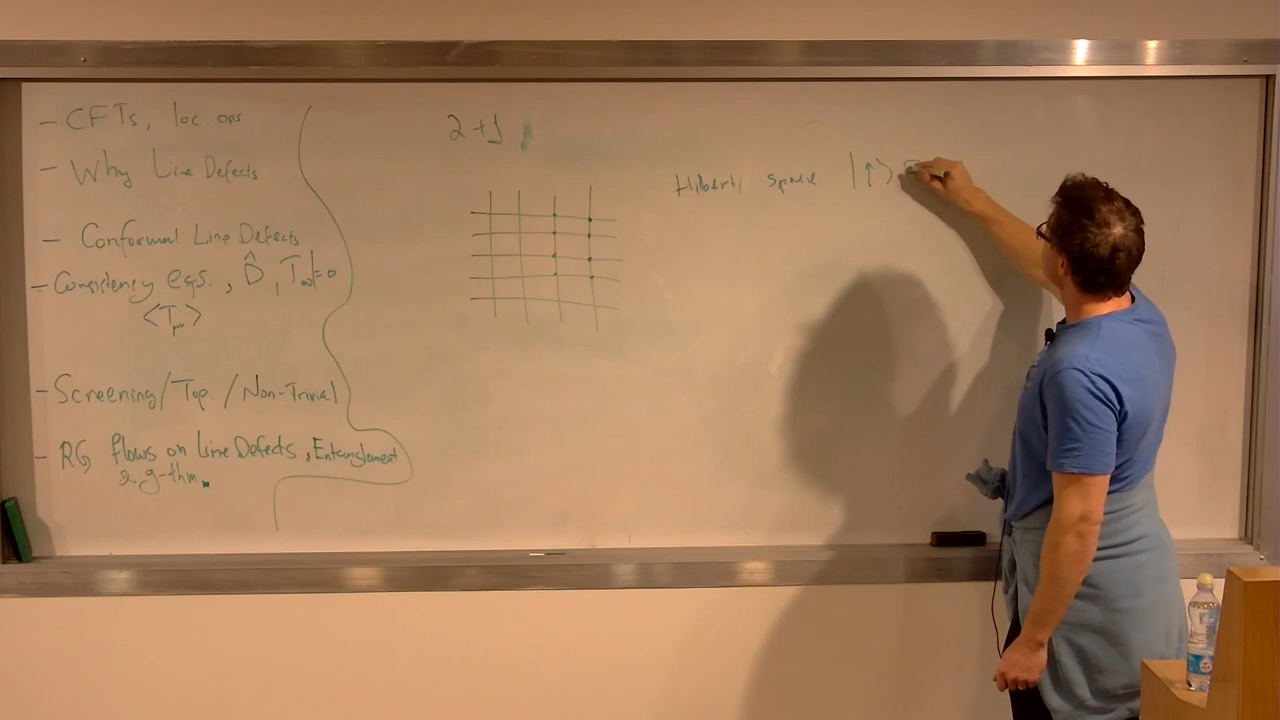 - CFTs, loc. ops
- Why Line Defects
- Conformal Line Defects
- Consistency eqs., D̂, T_{∞}|=0
<T_{μν}>
- Screening/Top. / Non-Trivial
- RG flows on Line Defects, Entanglement
& g-thm.
2+1
Hilbert space |↑>